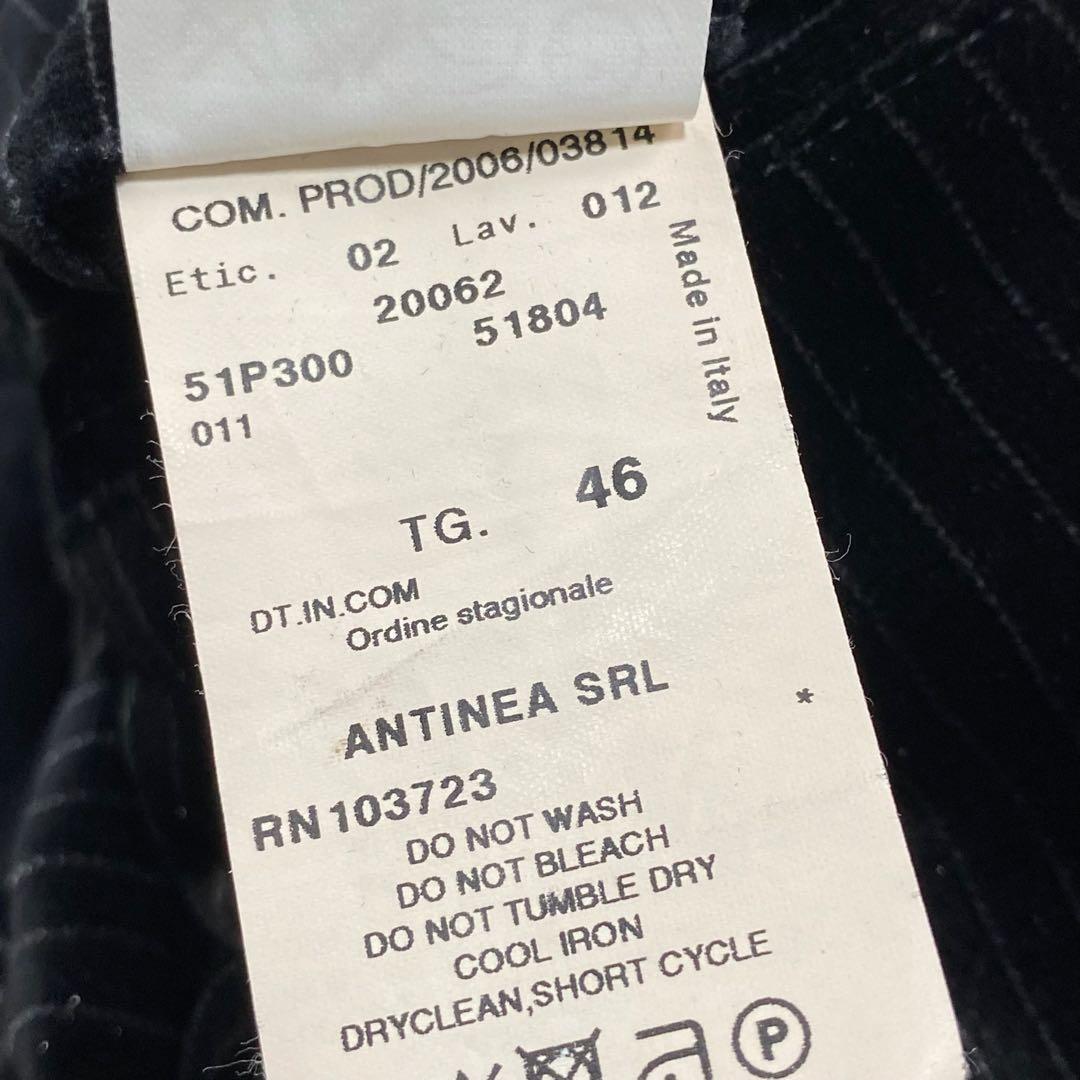 COM. PROD/2006/03814
Etic. 02 Lav. 012
20062
51P300 51804
011
Made in Italy
TG. 46
DT.IN.COM
Ordine stagionale
ANTINEA SRL
*
RN 103723
DO NOT WASH
DO NOT BLEACH
DO NOT TUMBLE DRY
COOL IRON
DRYCLEAN,SHORT CYCLE
P